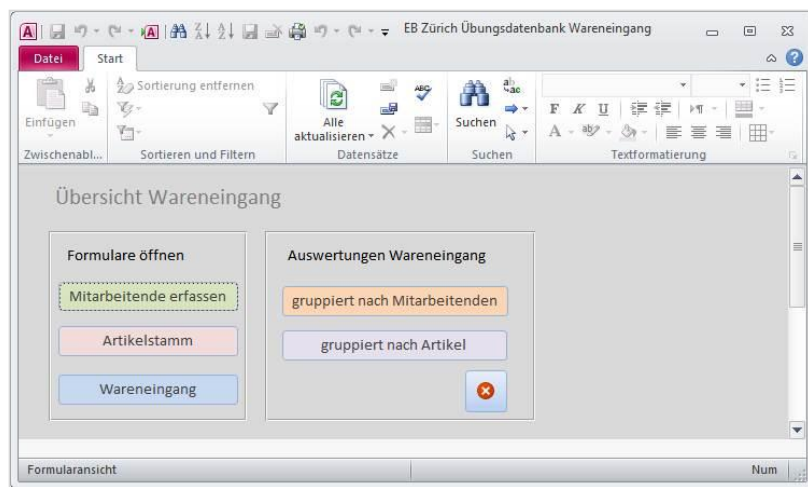 EB Zürich Übungsdatenbank Wareneingang
Datei Start
Einfügen
Zwischenabl...
Sortierung entfernen
Sortieren und Filtern
Alle
aktualisieren
Datensätze
Suchen
Suchen
F K U
A
Textformatierung
Übersicht Wareneingang
Formulare öffnen
Mitarbeitende erfassen
Artikelstamm
Wareneingang
Auswertungen Wareneingang
gruppiert nach Mitarbeitenden
gruppiert nach Artikel
Formularansicht
Num